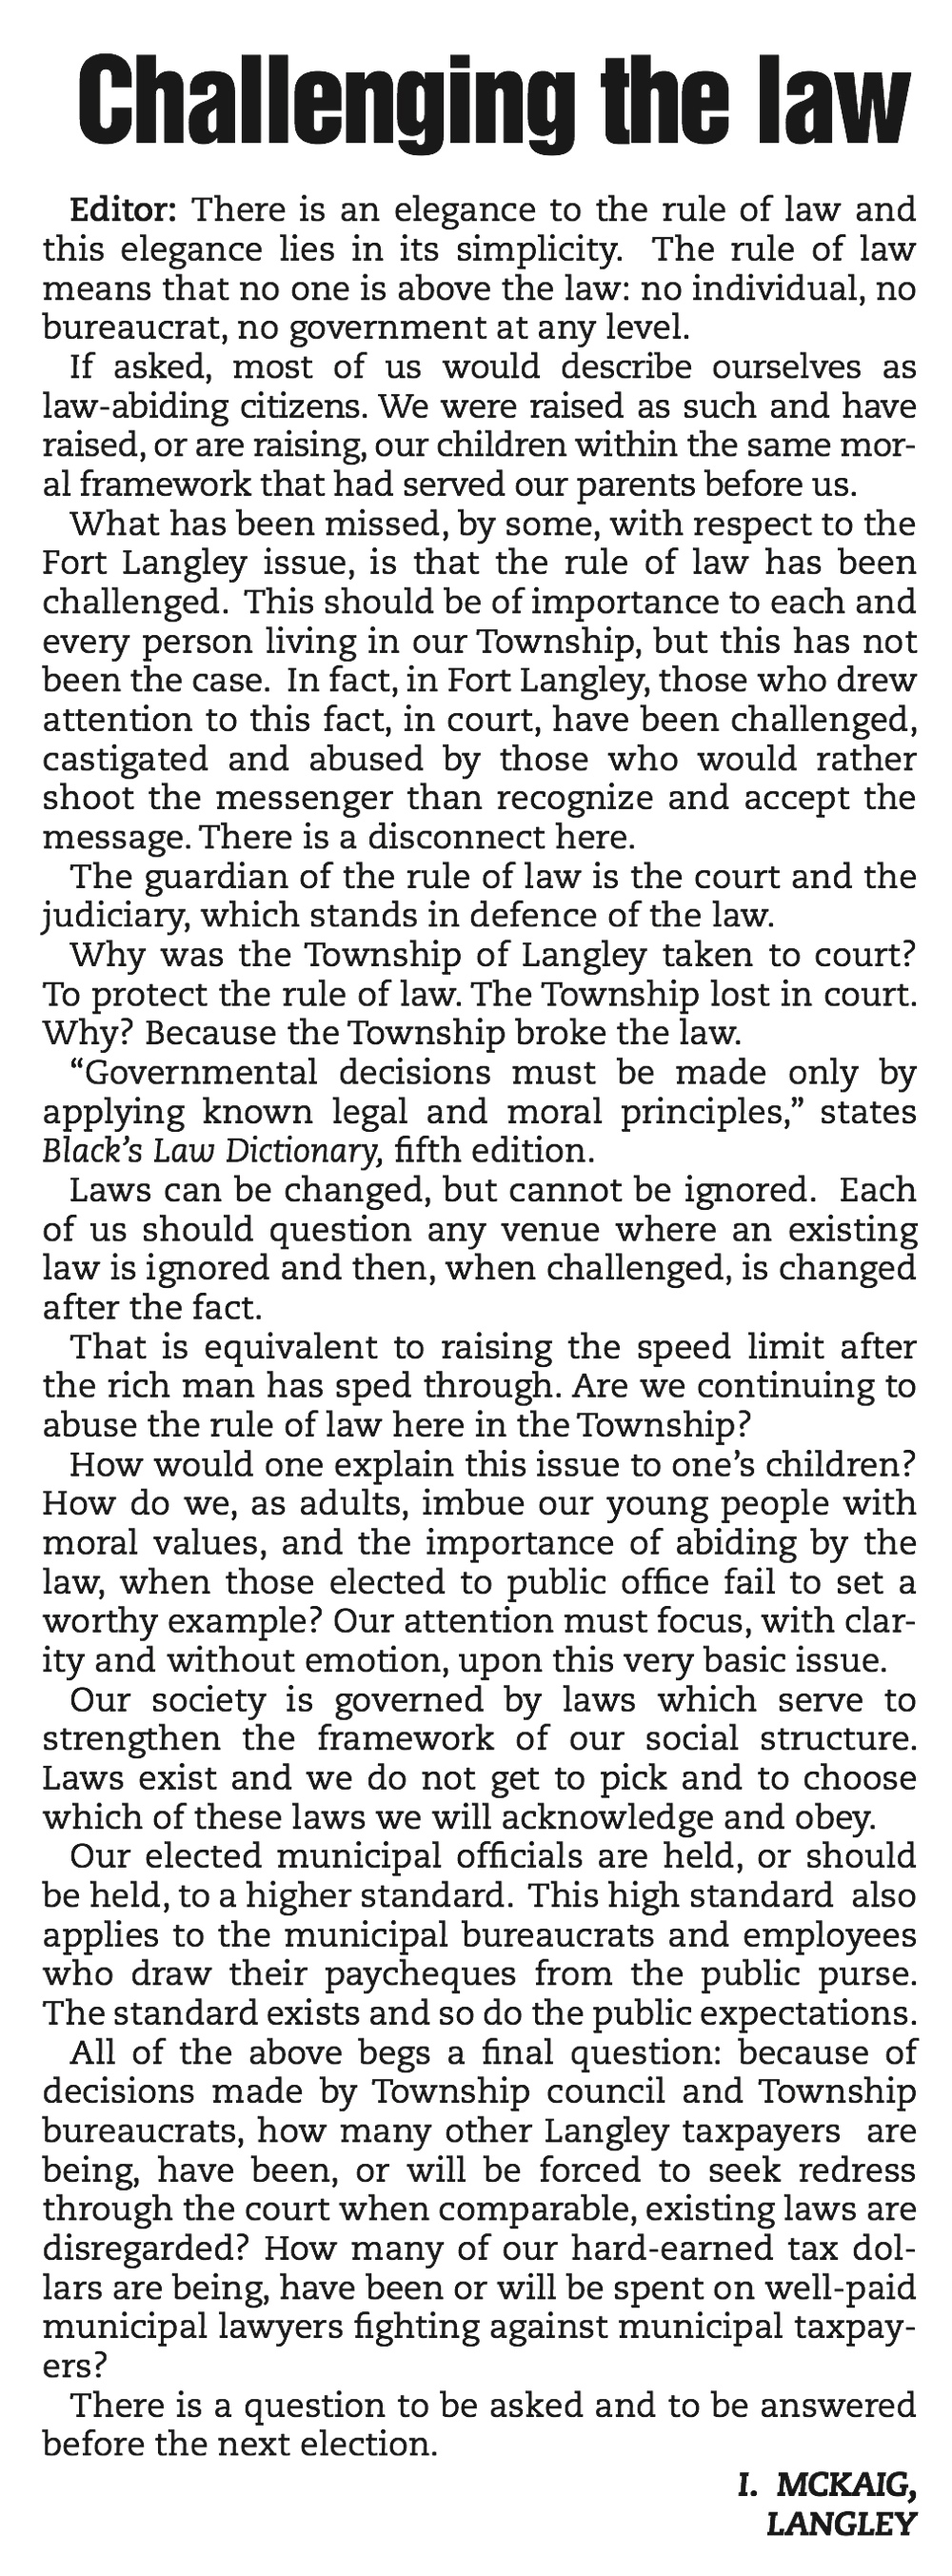 Challenging the law
Editor: There is an elegance to the rule of law and
this elegance lies in its simplicity. The rule of law
means that no one is above the law: no individual, no
bureaucrat, no government at any level.
If asked, most of us would describe ourselves as
law-abiding citizens. We were raised as such and have
raised, or are raising, our children within the same mor-
al framework that had served our parents before us.
What has been missed, by some, with respect to the
Fort Langley issue, is that the rule of law has been
challenged. This should be of importance to each and
every person living in our Township, but this has not
been the case. In fact, in Fort Langley, those who drew
attention to this fact, in court, have been challenged,
castigated and abused by those who would rather
shoot the messenger than recognize and accept the
message. There is a disconnect here.
The guardian of the rule of law is the court and the
judiciary, which stands in defence of the law.
Why was the Township of Langley taken to court?
To protect the rule of law. The Township lost in court.
Why? Because the Township broke the law.
“Governmental decisions must be made only by
applying known legal and moral principles,” states
Black’s Law Dictionary, fifth edition.
Laws can be changed, but cannot be ignored. Each
of us should question any venue where an existing
law is ignored and then, when challenged, is changed
after the fact.
That is equivalent to raising the speed limit after
the rich man has sped through. Are we continuing to
abuse the rule of law here in the Township?
How would one explain this issue to one’s children?
How do we, as adults, imbue our young people with
moral values, and the importance of abiding by the
law, when those elected to public office fail to set a
worthy example? Our attention must focus, with clar-
ity and without emotion, upon this very basic issue.
Our society is governed by laws which serve to
strengthen the framework of our social structure.
Laws exist and we do not get to pick and to choose
which of these laws we will acknowledge and obey.
Our elected municipal officials are held, or should
be held, to a higher standard. This high standard also
applies to the municipal bureaucrats and employees
who draw their paycheques from the public purse.
The standard exists and so do the public expectations.
All of the above begs a final question: because of
decisions made by Township council and Township
bureaucrats, how many other Langley taxpayers are
being, have been, or will be forced to seek redress
through the court when comparable, existing laws are
disregarded? How many of our hard-earned tax dol-
lars are being, have been or will be spent on well-paid
municipal lawyers fighting against municipal taxpay-
ers?
There is a question to be asked and to be answered
before the next election.
I. MCKAIG,
LANGLEY